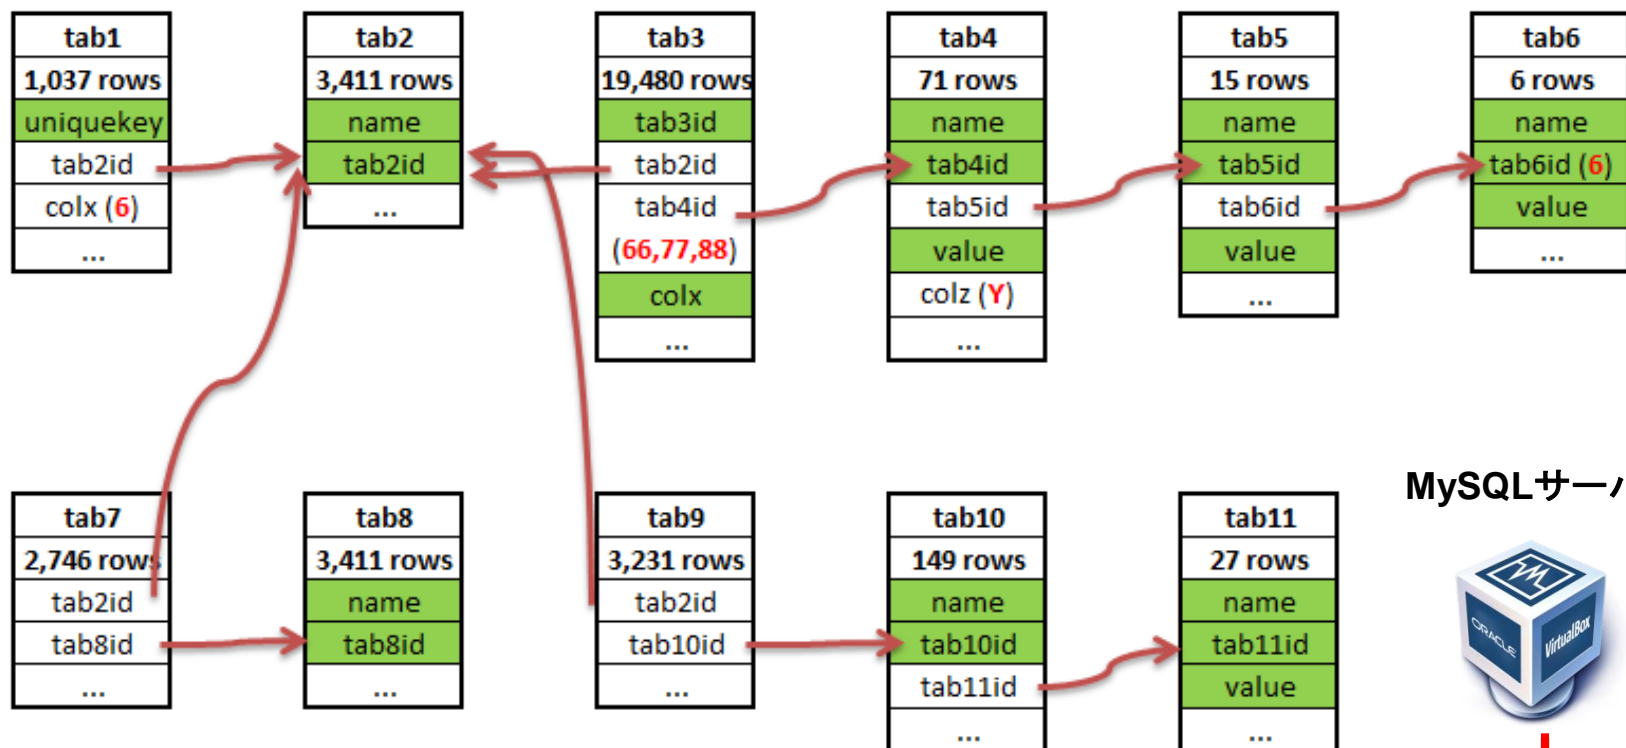 tab1
1,037 rows
uniquekey
tab2id
colx (6)
...
tab2
3,411 rows
name
tab2id
...
tab3
19,480 rows
tab3id
tab2id
tab4id
(66,77,88)
colx
...
tab4
71 rows
name
tab4id
tab5id
value
colz (Y)
...
tab5
15 rows
name
tab5id
tab6id
value
...
tab6
6 rows
name
tab6id (6)
value
...
tab7
2,746 rows
tab2id
tab8id
...
tab8
3,411 rows
name
tab8id
...
tab9
3,231 rows
tab2id
tab10id
...
tab10
149 rows
name
tab10id
tab11id
...
tab11
27 rows
name
tab11id
value
...
MySQLサーバ
ORACLE
VirtualBox